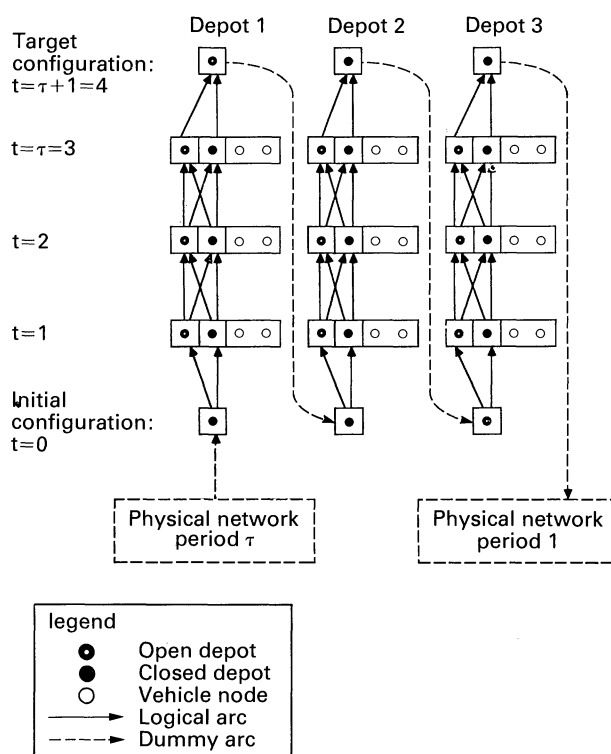 Depot 1 Depot 2 Depot 3
Target
configuration:
t=τ+1=4
t=τ=3
t=2
t=1
Initial
configuration:
t=0
Physical network
period τ
Physical network
period 1
legend
Open depot
Closed depot
Vehicle node
Logical arc
Dummy arc